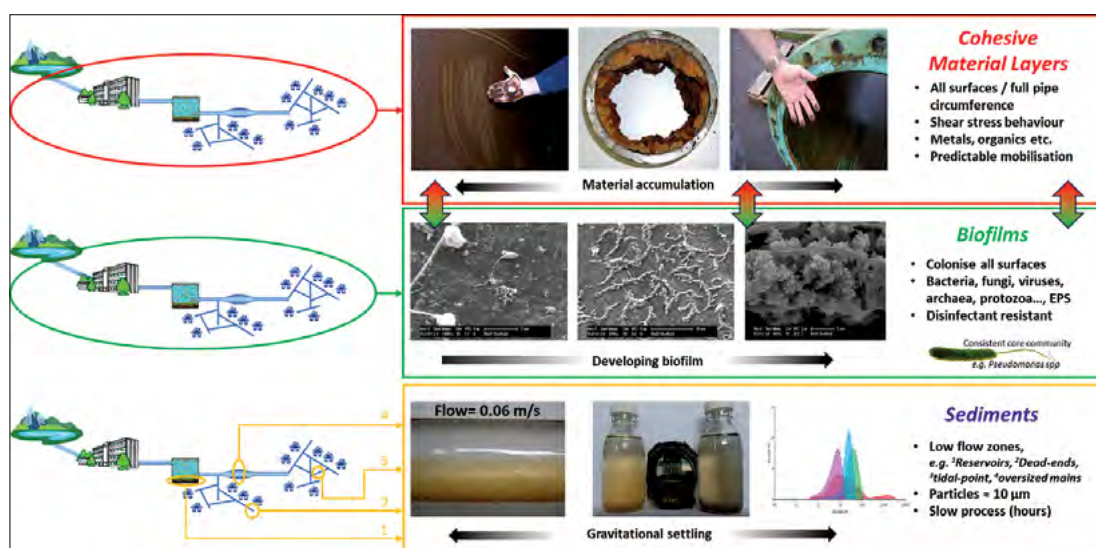 Cohesive
Material Layers
• All surfaces / full pipe
circumference
• Shear stress behaviour
• Metals, organics etc.
• Predictable mobilisation
Material accumulation
Biofilms
• Colonise all surfaces
• Bacteria, fungi, viruses,
archaea, protozoa..., EPS
• Disinfectant resistant
Consistent core community
e.g. Pseudomonas spp
Developing biofilm
4
3
2
1
Flow= 0.06 m/s
Sediments
• Low flow zones,
e.g. ¹Reservoirs, ²Dead-ends,
³tidal-point, ⁴oversized mains
• Particles ≈ 10 µm
• Slow process (hours)
Gravitational settling